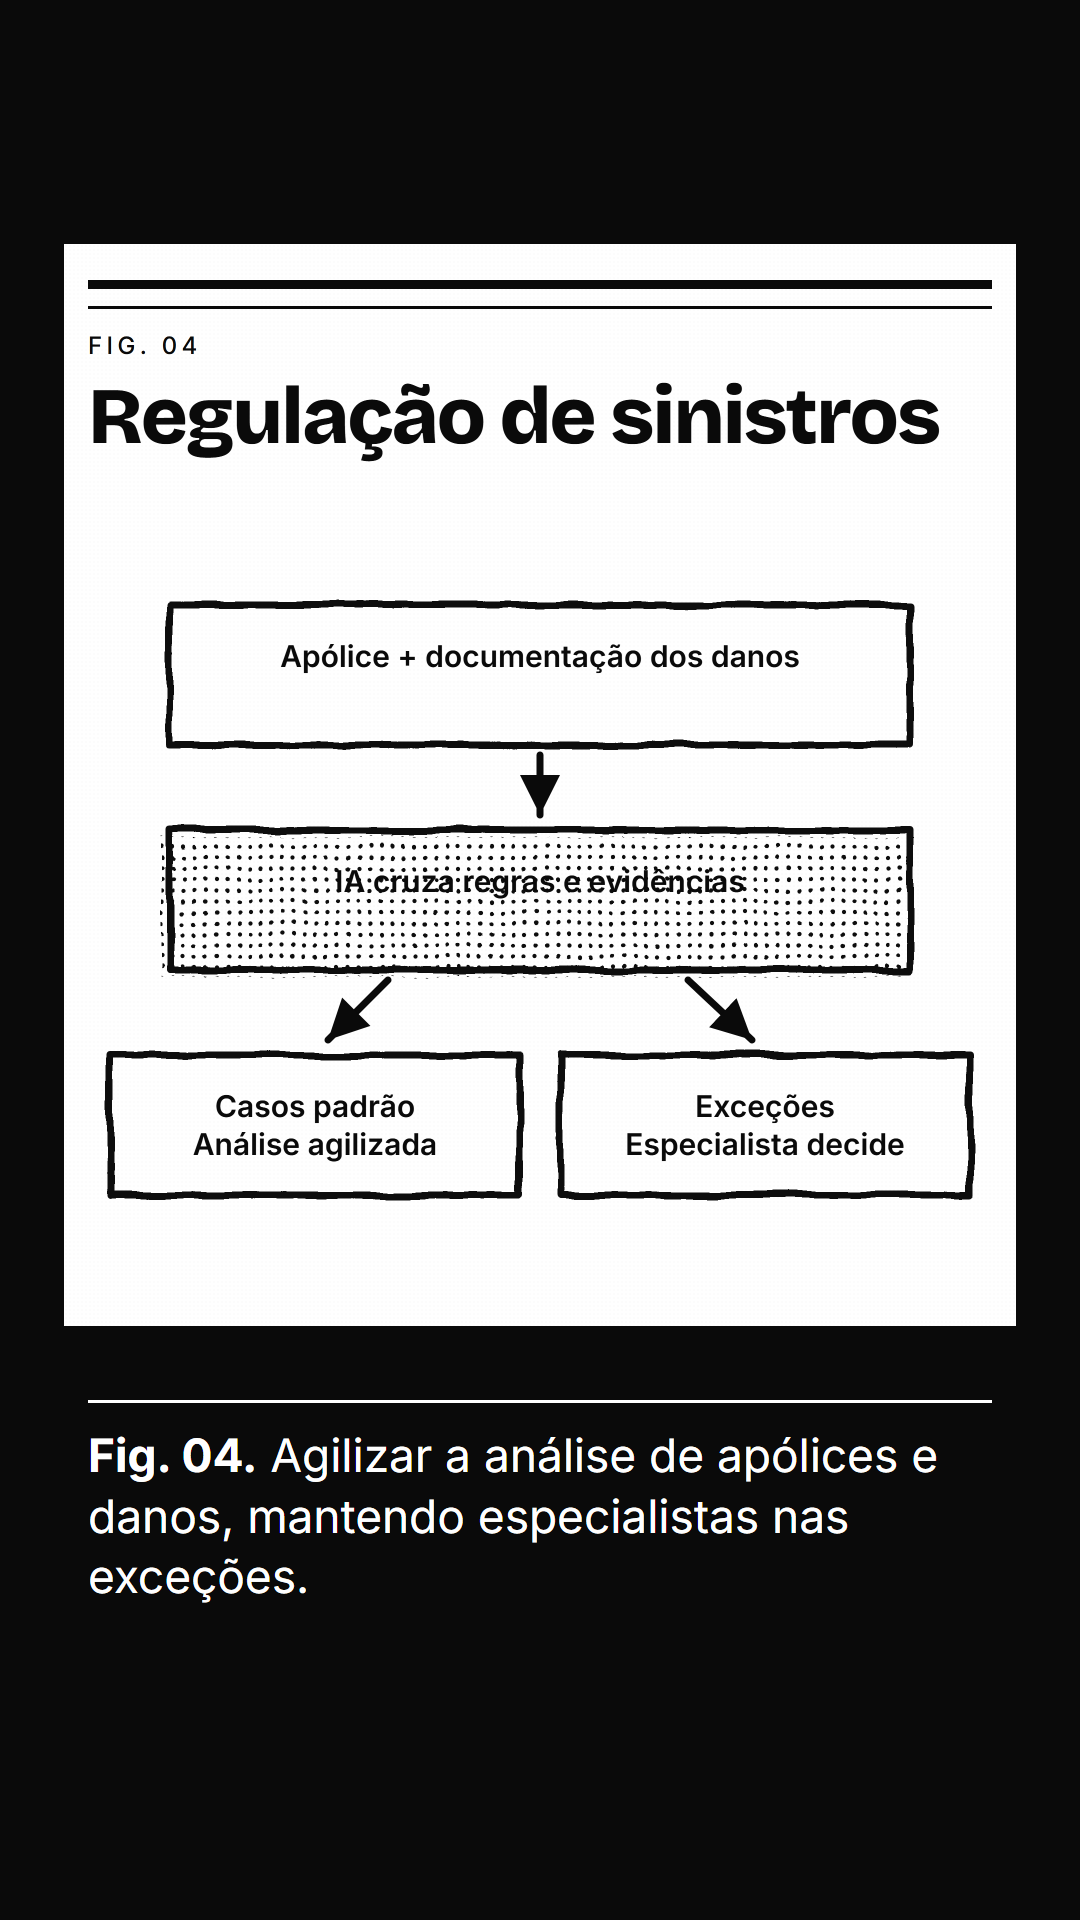 FIG. 04
Regulação de sinistros
Apólice + documentação dos danos
IA cruza regras e evidências
Casos padrão
Análise agilizada
Exceções
Especialista decide
Fig. 04. Agilizar a análise de apólices e
danos, mantendo especialistas nas
exceções.